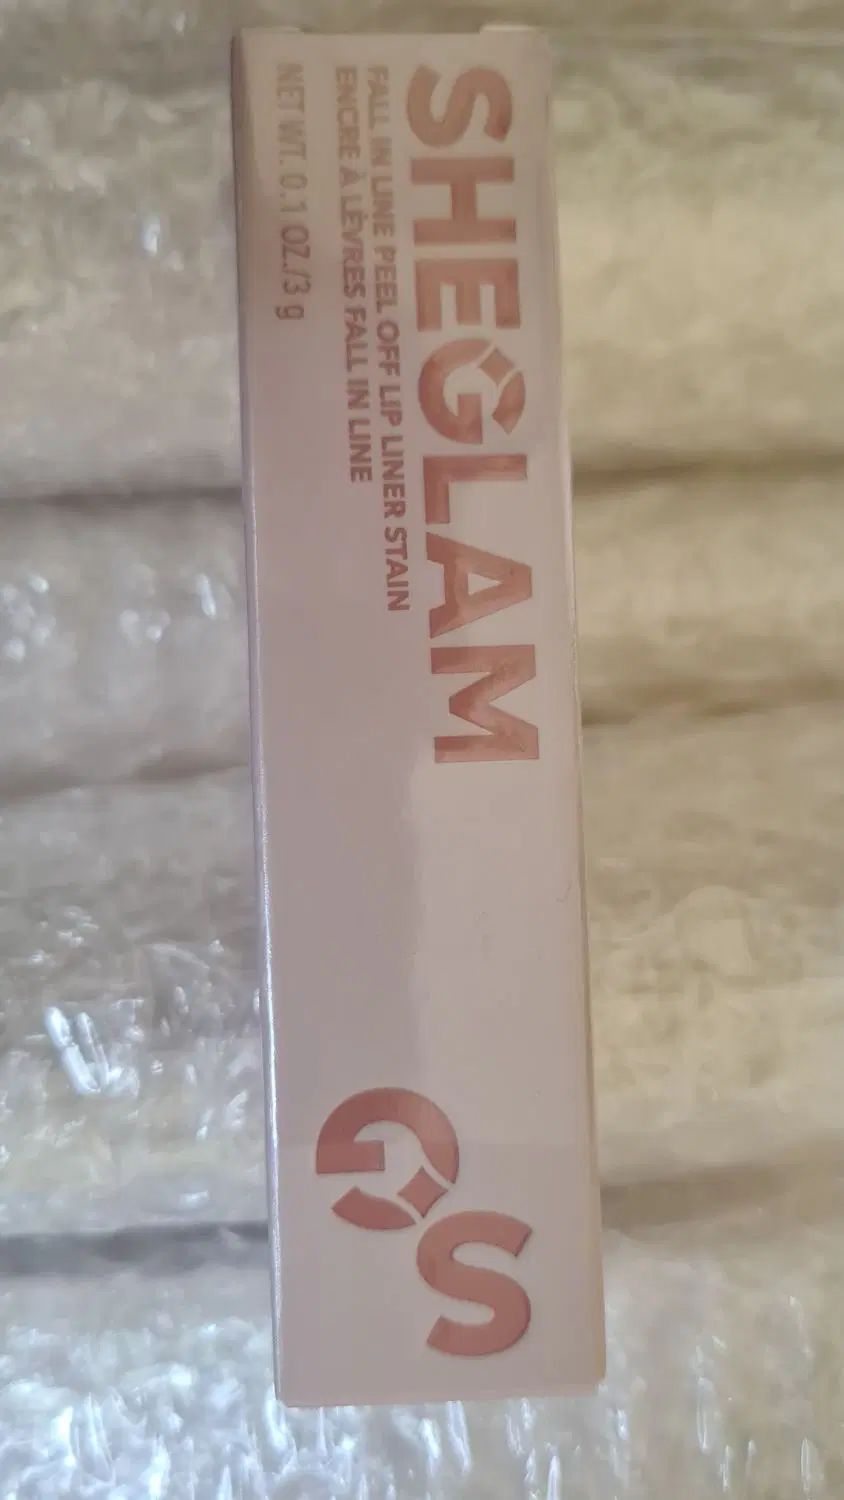 SHEGLAM
FALL IN LINE PEEL OFF LIP LINER STAIN
ENCRE À LÈVRES FALL IN LINE
NET WT. 0.1 OZ./3 g
SG